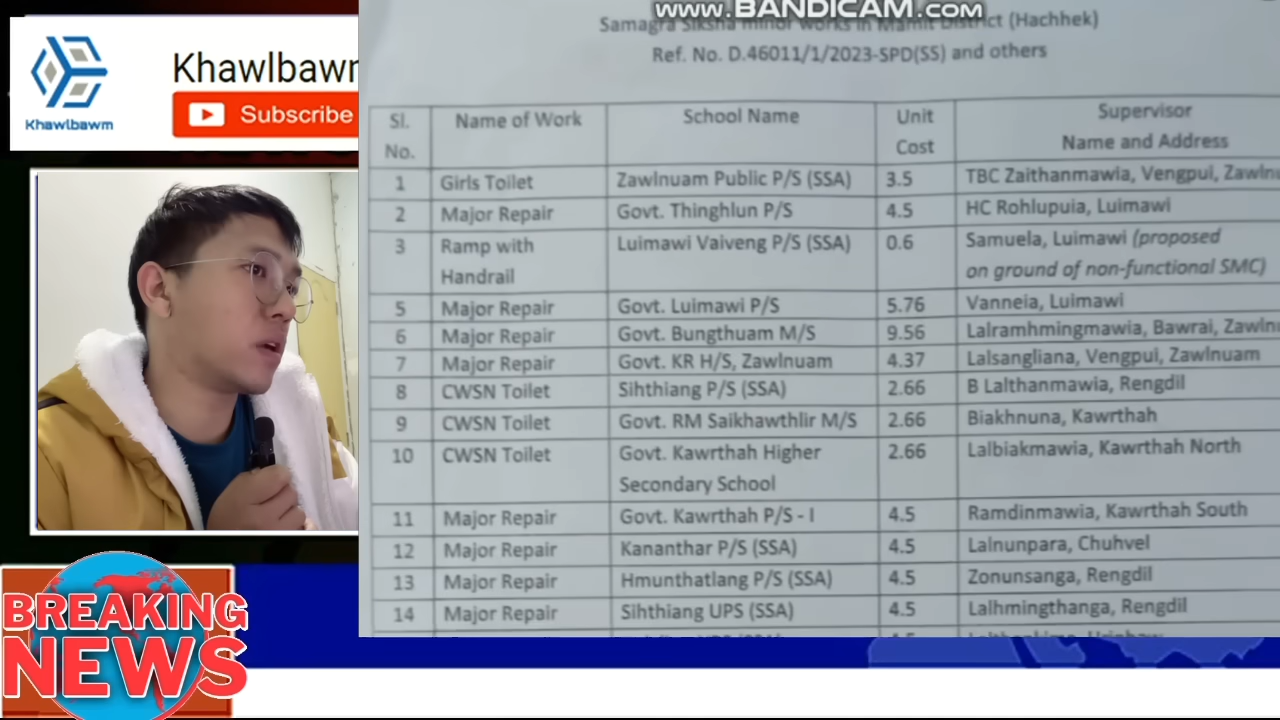 www.BANDICAM.com
Samagra Siksha minor works in Mamit District (Hachhek)
Ref. No. D.46011/1/2023-SPD(SS) and others
Khawlbawm
Khawlbawm
Subscribe
Sl. No. Name of Work School Name Unit Cost Supervisor Name and Address
1 Girls Toilet Zawlnuam Public P/S (SSA) 3.5 TBC Zaithanmawia, Vengpui,
2 Major Repair Govt. Thinghlun P/S 4.5 HC Rohlupuia, Luimawi
3 Ramp with Luimawi Vaiveng P/S (SSA) 0.6 Samuela, Luimawi (proposed
Handrail on ground of non-functional SMC)
5 Major Repair Govt. Luimawi P/S 5.76 Vanneia, Luimawi
6 Major Repair Govt. Bungthuam M/S 9.56 Lalramhmingmawia, Bawrai,
7 Major Repair Govt. KR H/S, Zawlnuam 4.37 Lalsangliana, Vengpui, Zawlnuam
8 CWSN Toilet Sihthiang P/S (SSA) 2.66 B Lalthanmawia, Rengdil
9 CWSN Toilet Govt. RM Saikhawthlir M/S 2.66 Biakhnuna, Kawrthah
10 CWSN Toilet Govt. Kawrthah Higher 2.66 Lalbiakmawia, Kawrthah North
Secondary School
11 Major Repair Govt. Kawrthah P/S - I 4.5 Ramdinmawia, Kawrthah South
12 Major Repair Kananthar P/S (SSA) 4.5 Lalnunpara, Chuhvel
13 Major Repair Hmunthatlang P/S (SSA) 4.5 Zonunsanga, Rengdil
14 Major Repair Sihthiang UPS (SSA) 4.5 Lalhmingthanga, Rengdil
BREAKING
NEWS